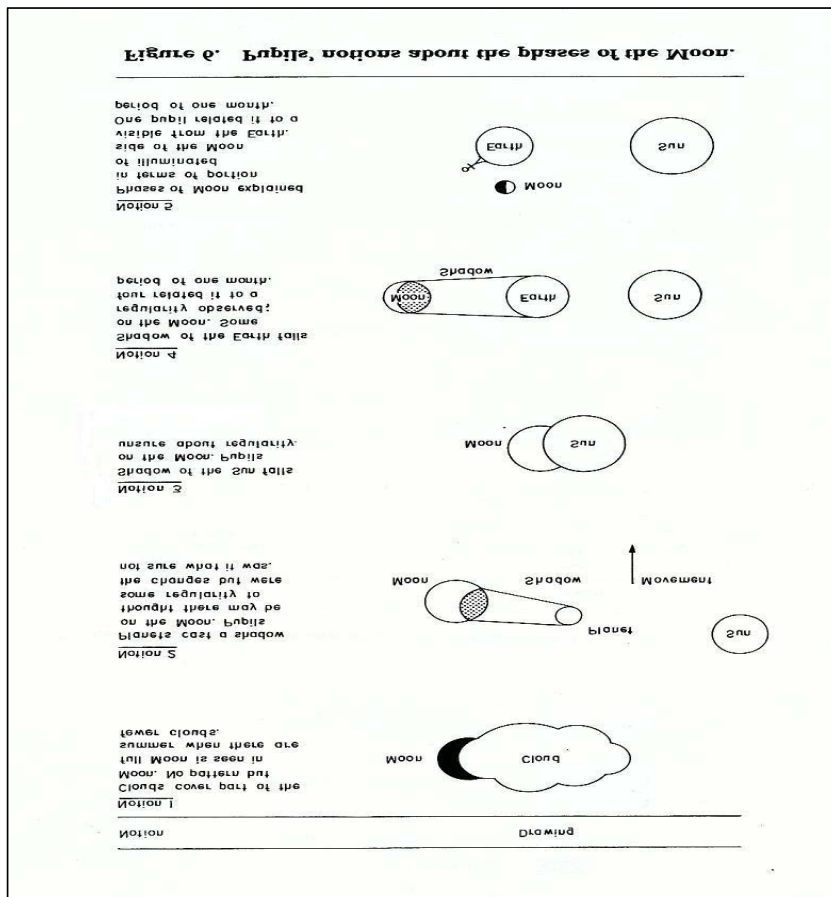 Notion
Drawing
Notion 1
Clouds cover part of the
Moon. No pattern but
full Moon is seen in
summer when there are
fewer clouds.
Moon
Cloud
Notion 2
Planets cast a shadow
on the Moon. Pupils
thought there may be
some regularity to
the changes but were
not sure what it was.
Sun
Planet
Moon
Shadow
Movement
Notion 3
Shadow of the Sun falls
on the Moon. Pupils
unsure about regularity.
Moon
Sun
Notion 4
Shadow of the Earth falls
on the Moon. Some
regularity observed;
four related it to a
period of one month.
Moon
Earth
Sun
Shadow
Notion 5
Phases of Moon explained
in terms of portion
of illuminated
side of the Moon
visible from the Earth.
One pupil related it to a
period of one month.
Moon
Earth
Sun
Figure 6. Pupils' notions about the phases of the Moon.